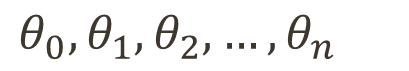 θ₀, θ₁, θ₂, … , θₙ